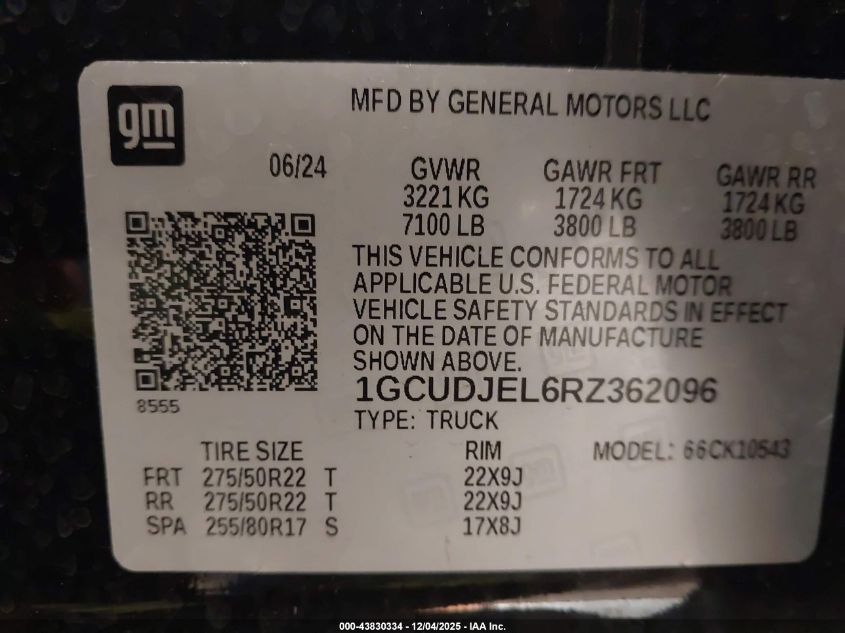 gm
MFD BY GENERAL MOTORS LLC
06/24
GVWR GAWR FRT GAWR RR
3221 KG 1724 KG 1724 KG
7100 LB 3800 LB 3800 LB
THIS VEHICLE CONFORMS TO ALL
APPLICABLE U.S. FEDERAL MOTOR
VEHICLE SAFETY STANDARDS IN EFFECT
ON THE DATE OF MANUFACTURE
SHOWN ABOVE.
8555
1GCUDJEL6RZ362096
TYPE: TRUCK
TIRE SIZE RIM MODEL: 66CK10543
FRT 275/50R22 T 22X9J
RR 275/50R22 T 22X9J
SPA 255/80R17 S 17X8J
000-43830334 - 12/04/2025 - IAA Inc.